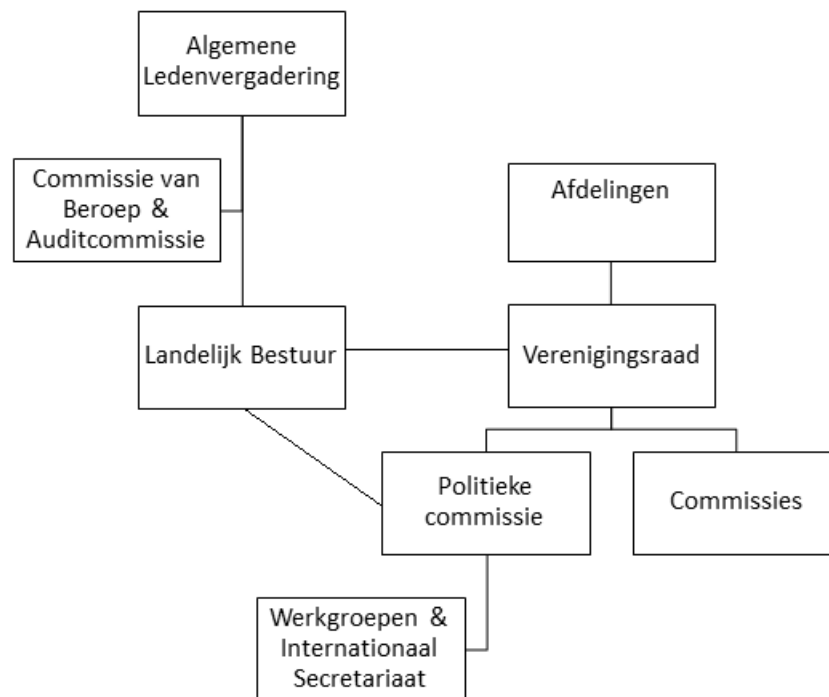 Algemene
Ledenvergadering
Commissie van
Beroep &
Auditcommissie
Afdelingen
Landelijk Bestuur
Verenigingsraad
Politieke
commissie
Commissies
Werkgroepen &
Internationaal
Secretariaat